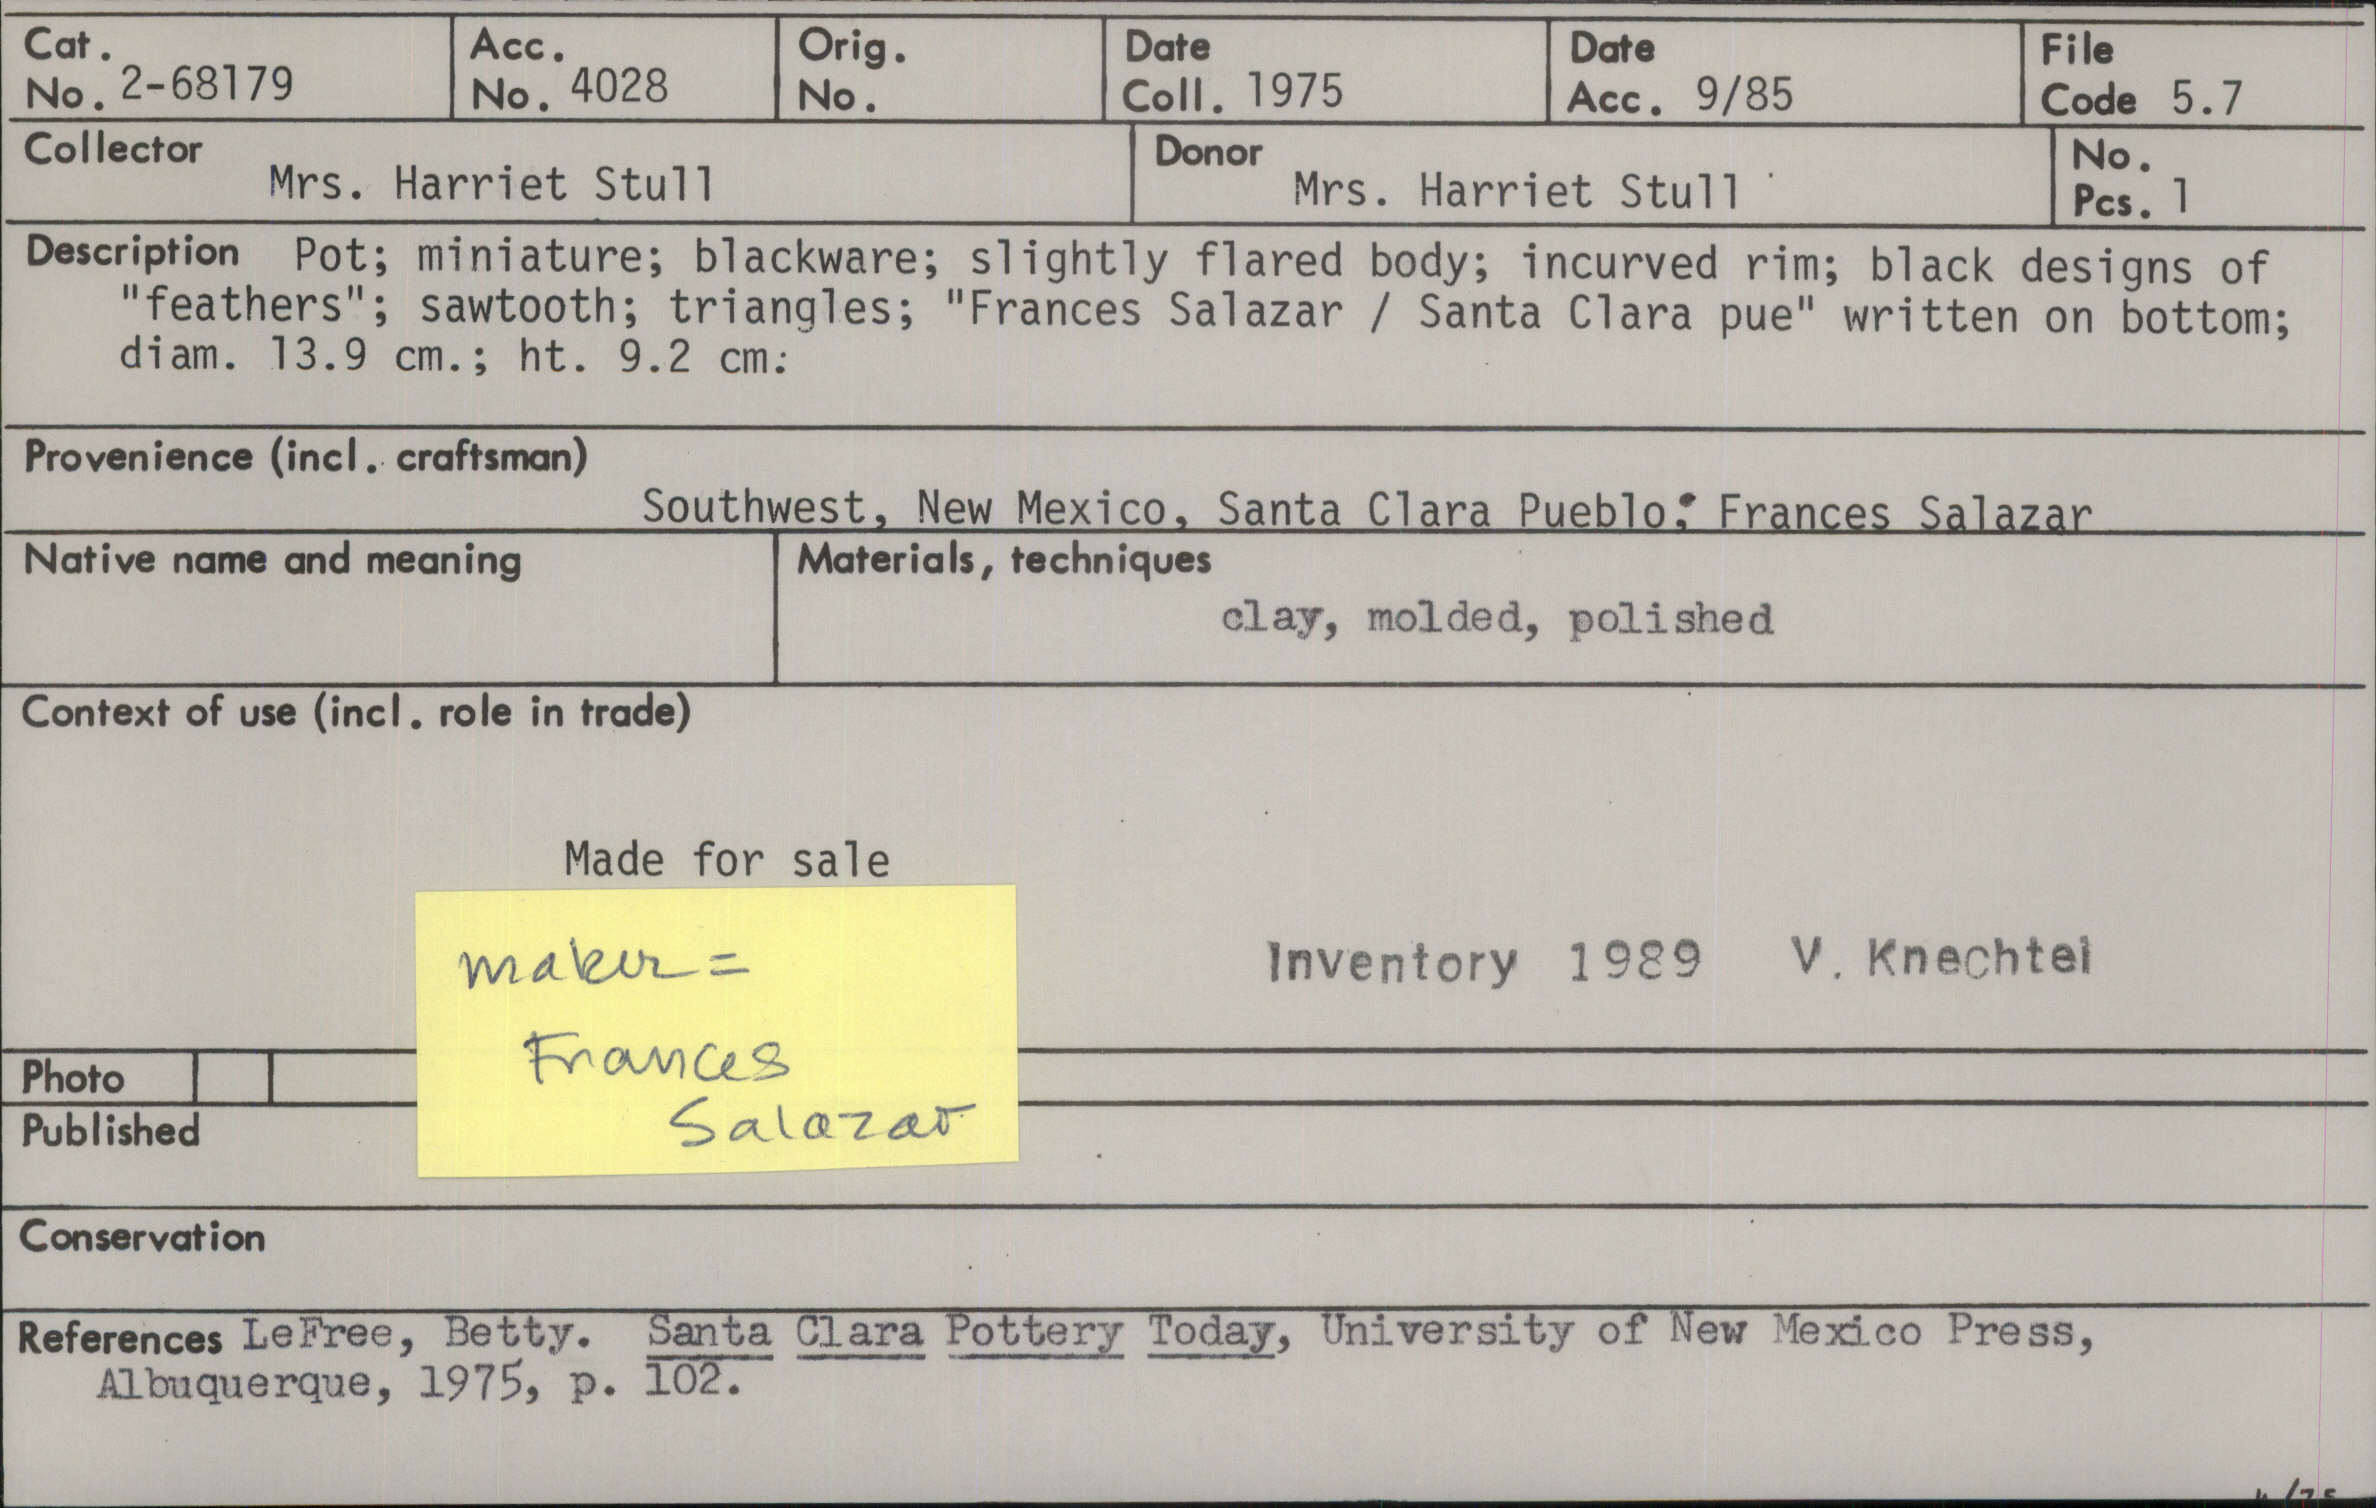 Cat. No. 2-68179
Acc. No. 4028
Orig. No.
Date Coll. 1975
Date Acc. 9/85
File Code 5.7
Collector Mrs. Harriet Stull
Donor Mrs. Harriet Stull
No. Pcs. 1
Description Pot; miniature; blackware; slightly flared body; incurved rim; black designs of
"feathers"; sawtooth; triangles; "Frances Salazar / Santa Clara pue" written on bottom;
diam. 13.9 cm.; ht. 9.2 cm.
Provenience (incl. craftsman)
Southwest, New Mexico, Santa Clara Pueblo; Frances Salazar
Native name and meaning
Materials, techniques
clay, molded, polished
Context of use (incl. role in trade)
Made for sale
maker =
Frances
Salazar
Inventory 1989 V. Knechtel
Photo
Published
Conservation
References LeFree, Betty. Santa Clara Pottery Today, University of New Mexico Press,
Albuquerque, 1975, p. 102.